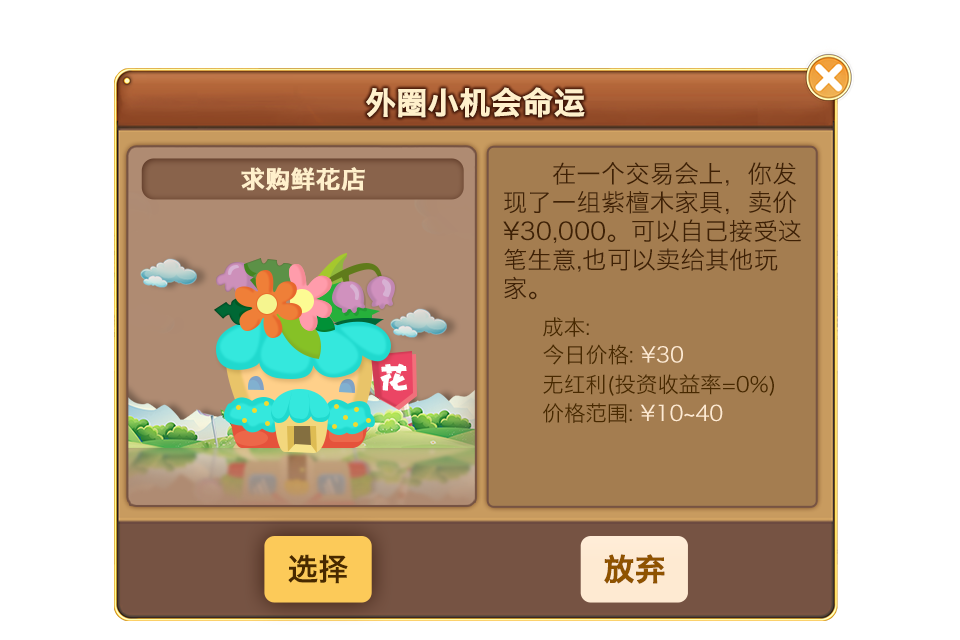 外圈小机会命运
求购鲜花店
在一个交易会上，你发
现了一组紫檀木家具，卖价
¥30,000。可以自己接受这
笔生意,也可以卖给其他玩
家。
成本:
今日价格: ¥30
无红利(投资收益率=0%)
价格范围: ¥10~40
花
选择
放弃